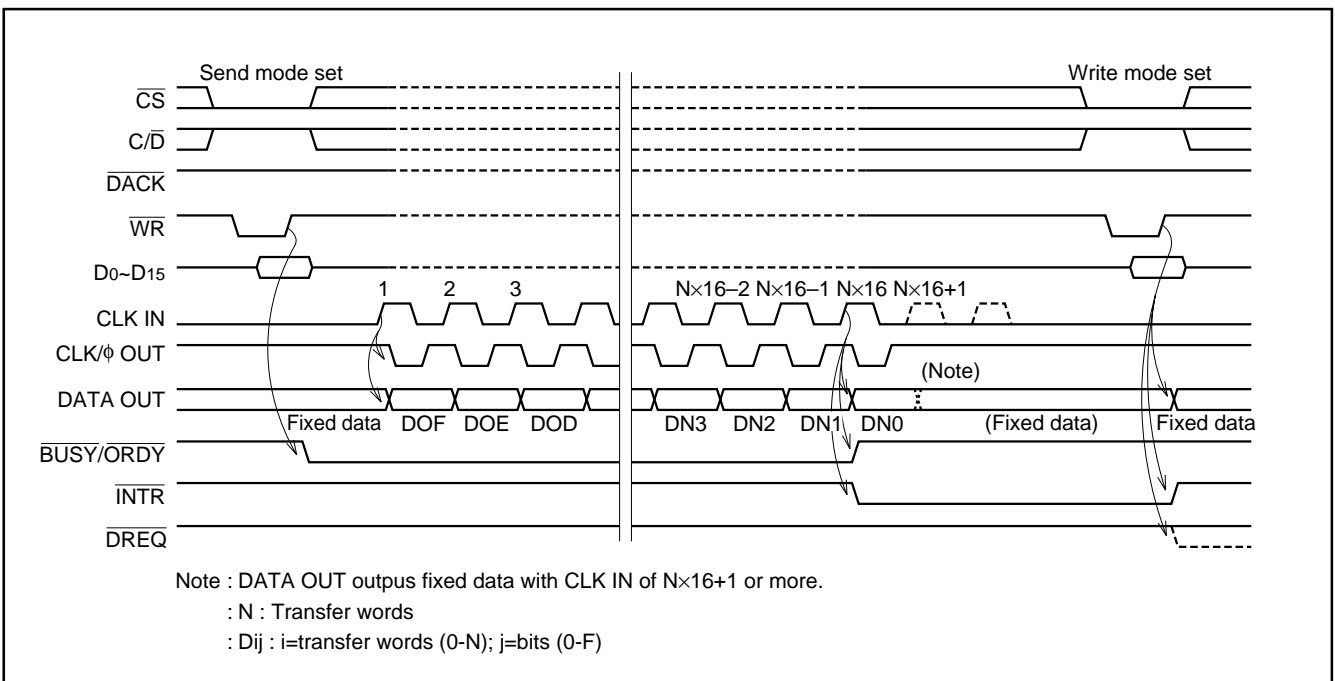 Send mode set Write mode set
CS
C/D
DACK
WR
D0~D15
1 2 3 N×16–2 N×16–1 N×16 N×16+1
CLK IN
CLK/ϕ OUT
(Note)
DATA OUT
Fixed data DOF DOE DOD DN3 DN2 DN1 DN0 (Fixed data) Fixed data
BUSY/ORDY
INTR
DREQ
Note : DATA OUT outpus fixed data with CLK IN of N×16+1 or more.
: N : Transfer words
: Dij : i=transfer words (0-N); j=bits (0-F)